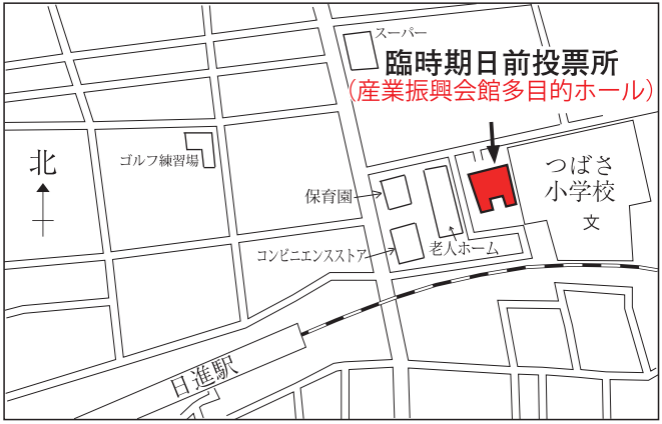 スーパー
臨時期日前投票所
（産業振興会館多目的ホール）
北
ゴルフ練習場
つばさ
小学校
文
保育園
コンビニエンスストア
老人ホーム
日進駅